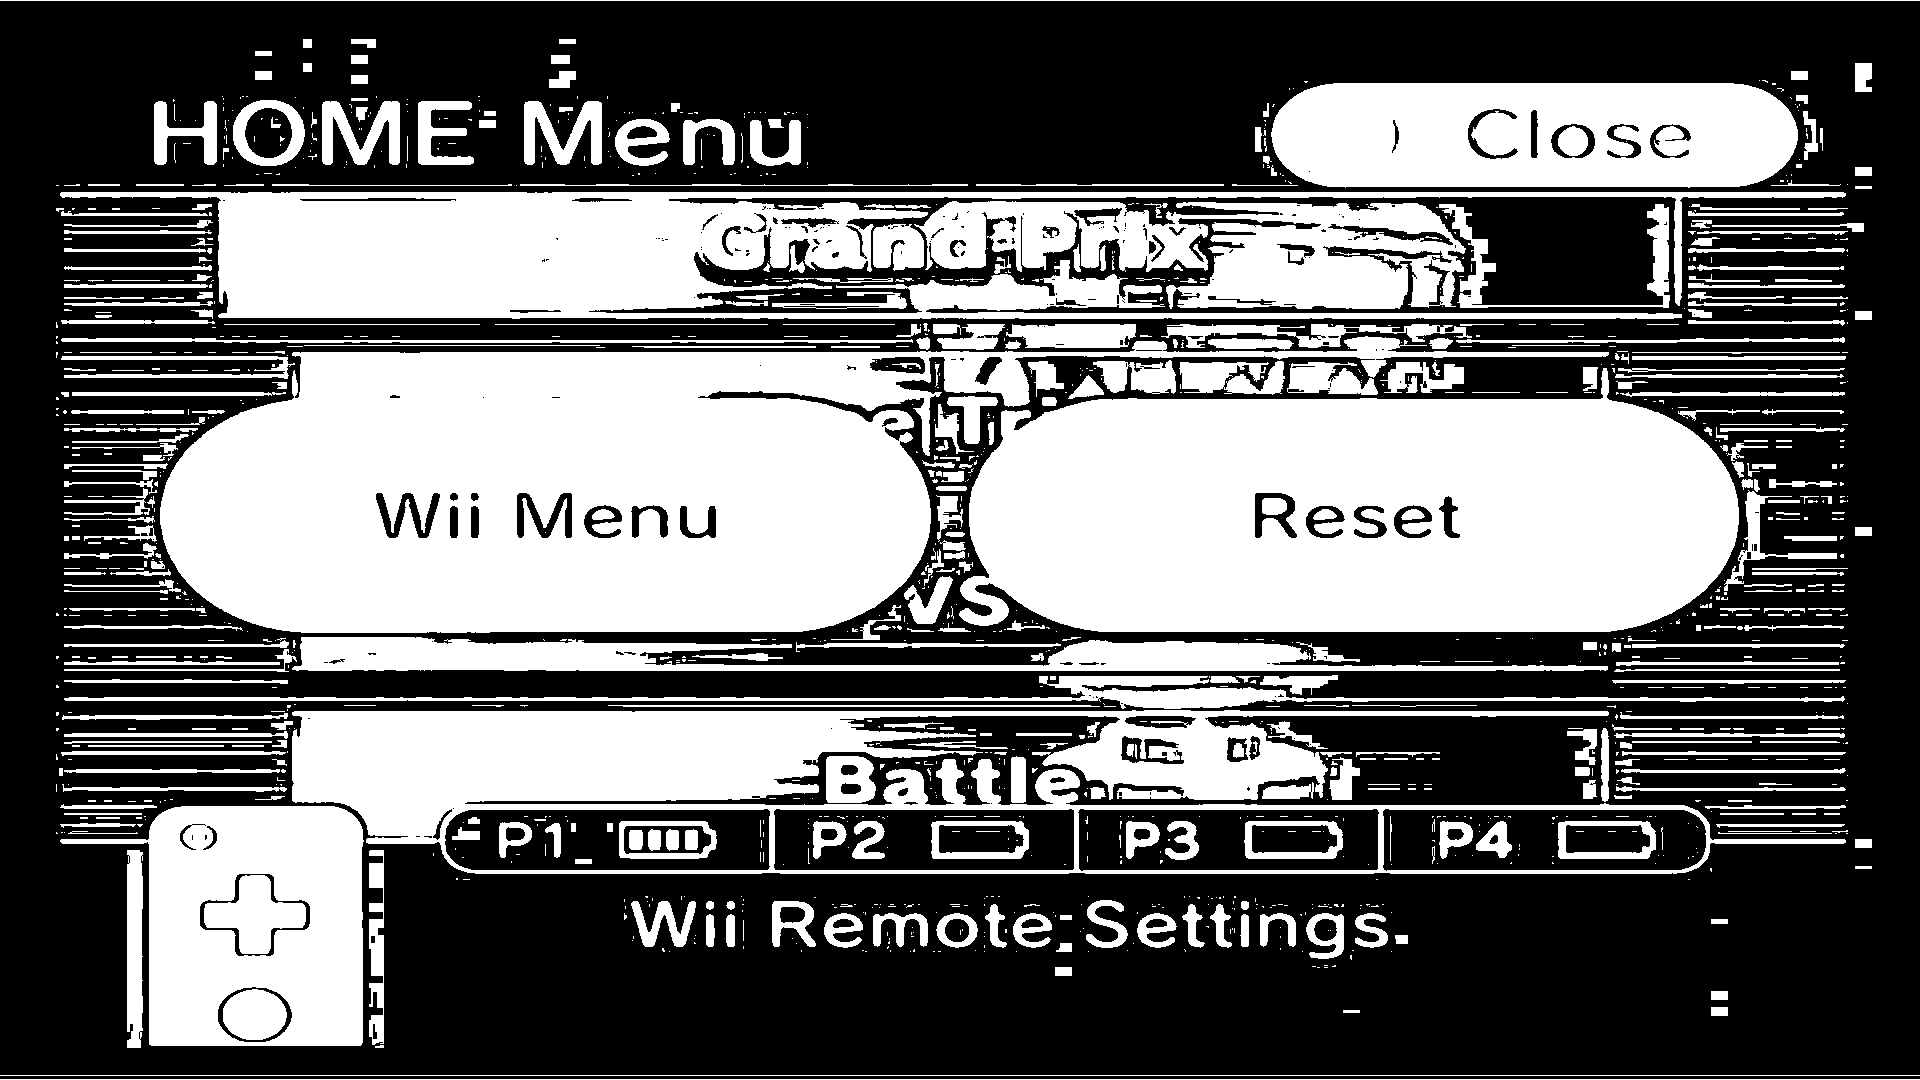 HOME Menu
Close
Grand Prix
Wii Menu
Reset
VS
Battle
P1
P2
P3
P4
Wii Remote Settings